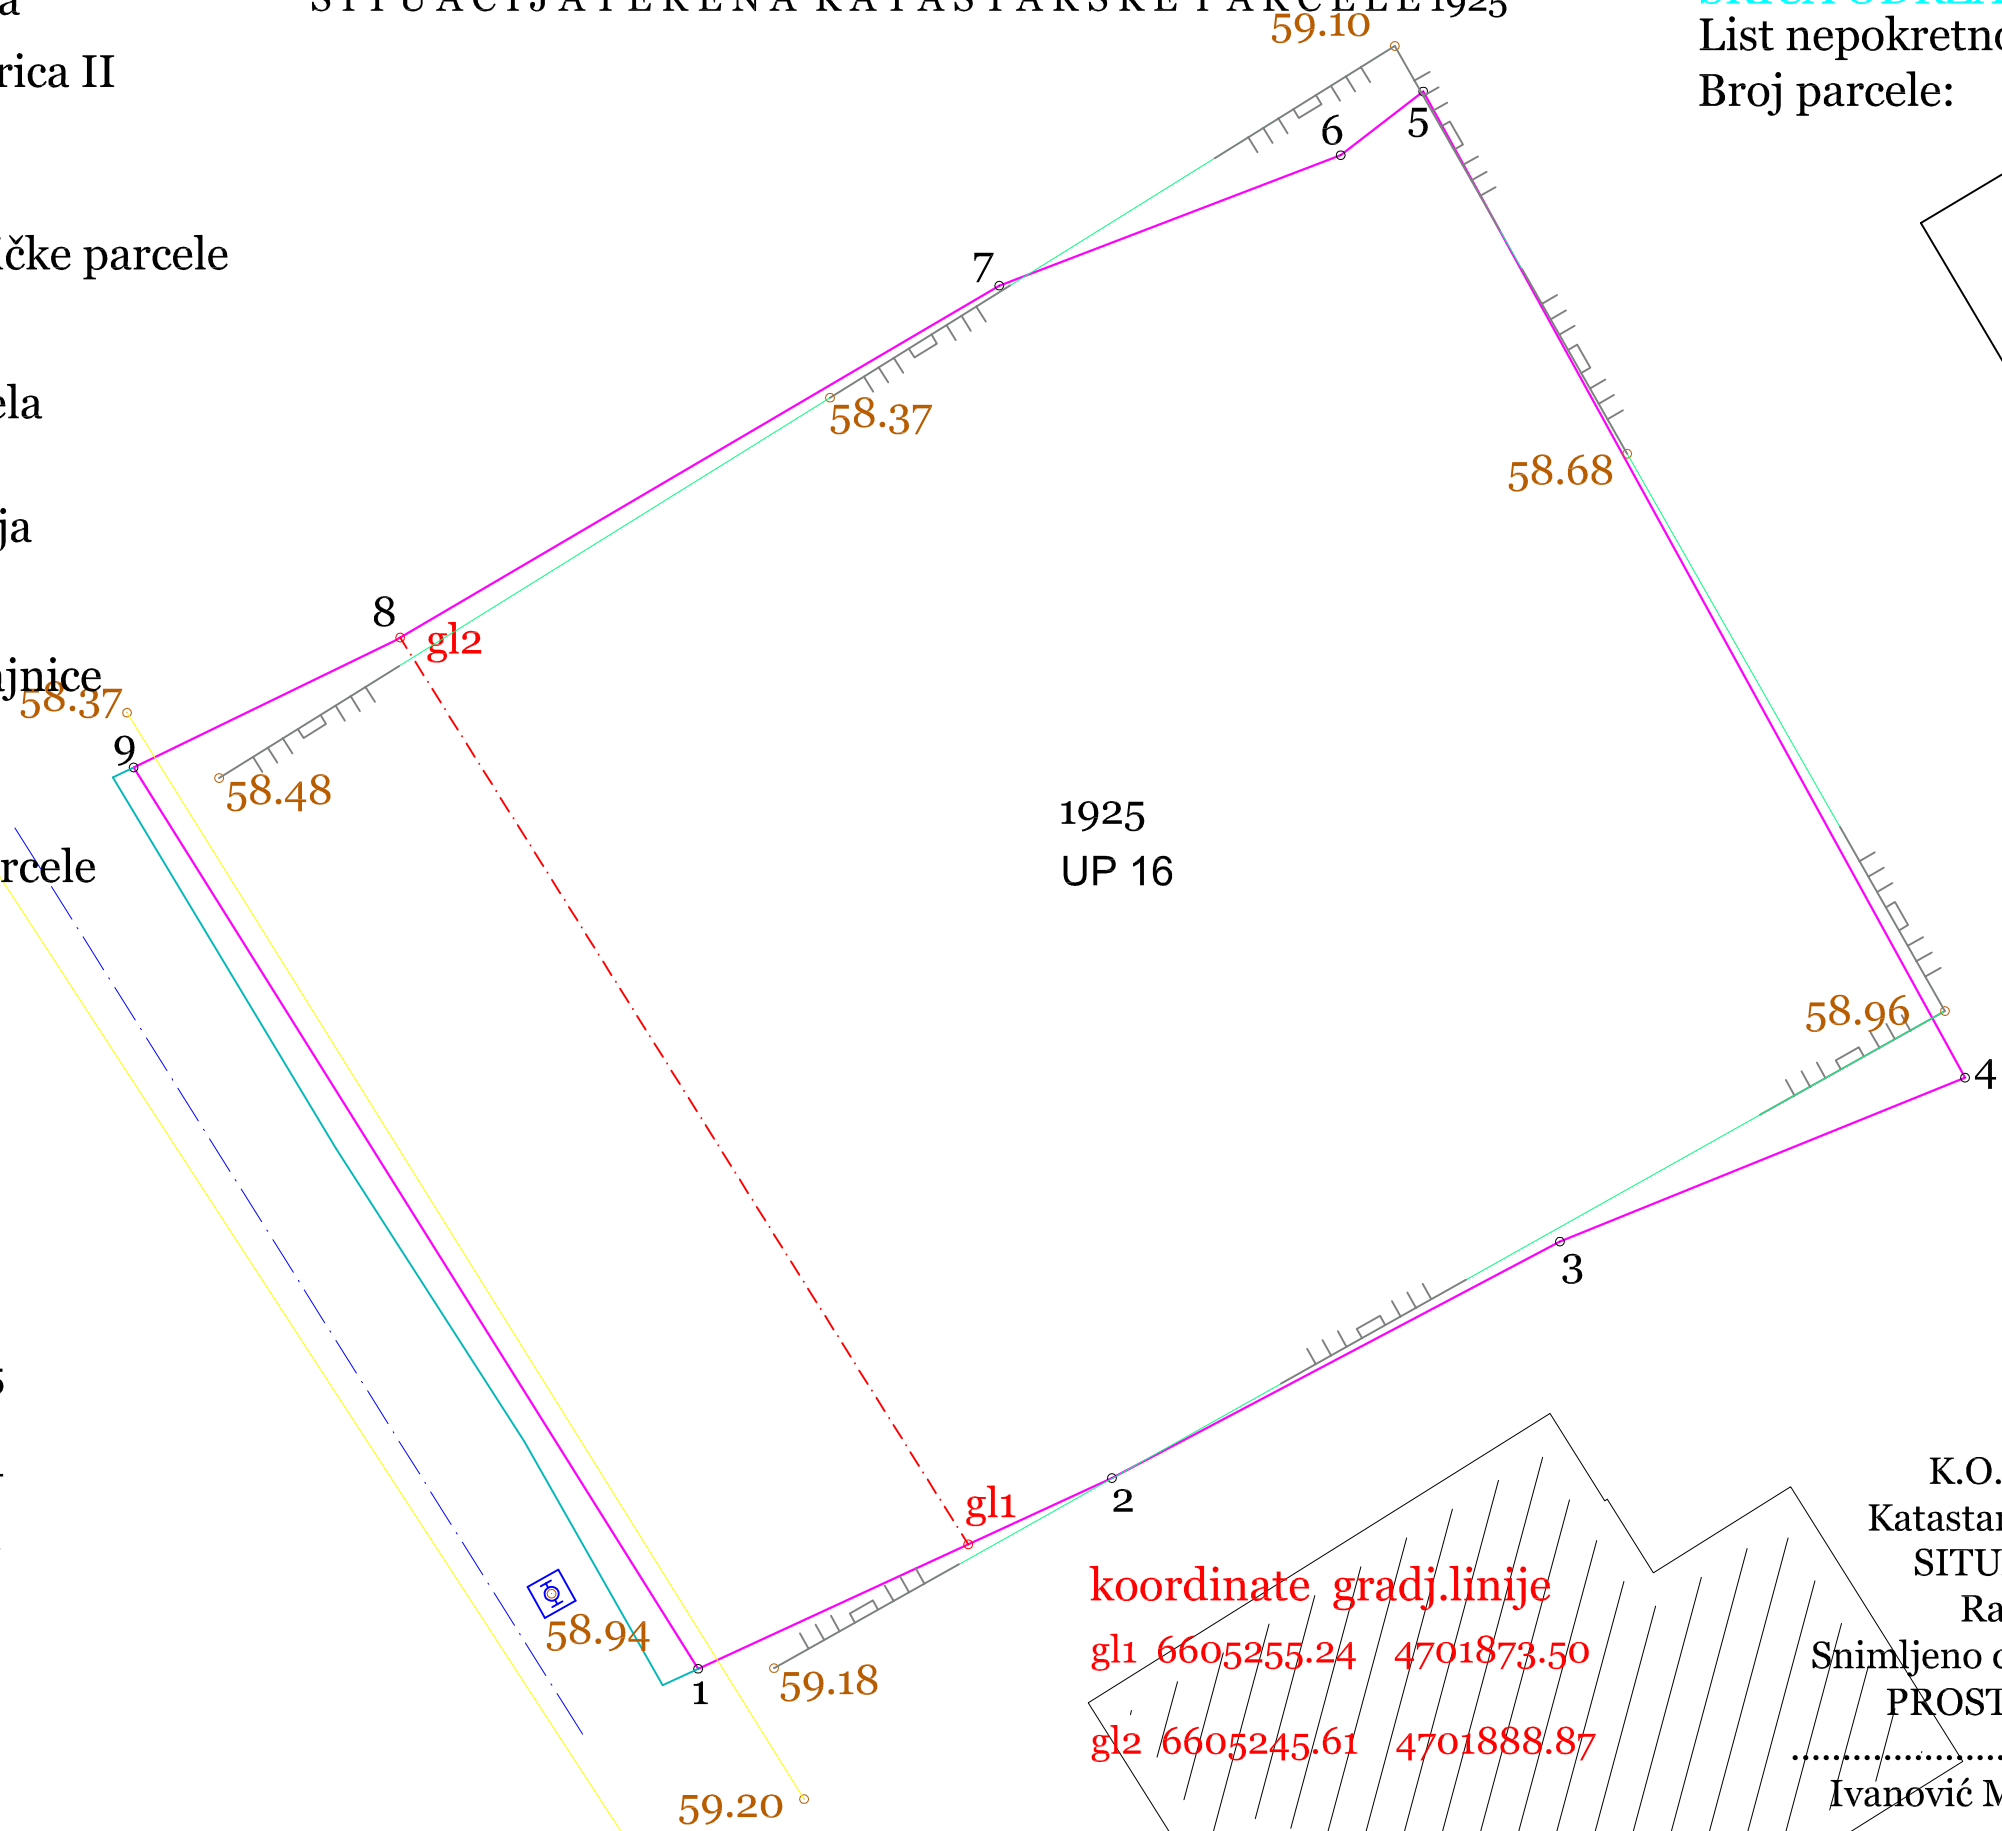 SITUACIJA TERENA KATASTARSKE PARCELE 1925
List nepokretno
Broj parcele:
rica II
čke parcele
ela
ja
jnice
rcele
59.10
5
6
7
58.37
58.68
8
gl2
58.37
9
58.48
1925
UP 16
58.96
4
3
2
gl1
58.94
1
59.18
59.20
koordinate gradj.linije
gl1 6605255.24 4701873.50
gl2 6605245.61 4701888.87
K.O.
Katastar
SITU
Ra
Snimljeno
PROST
Ivanović M